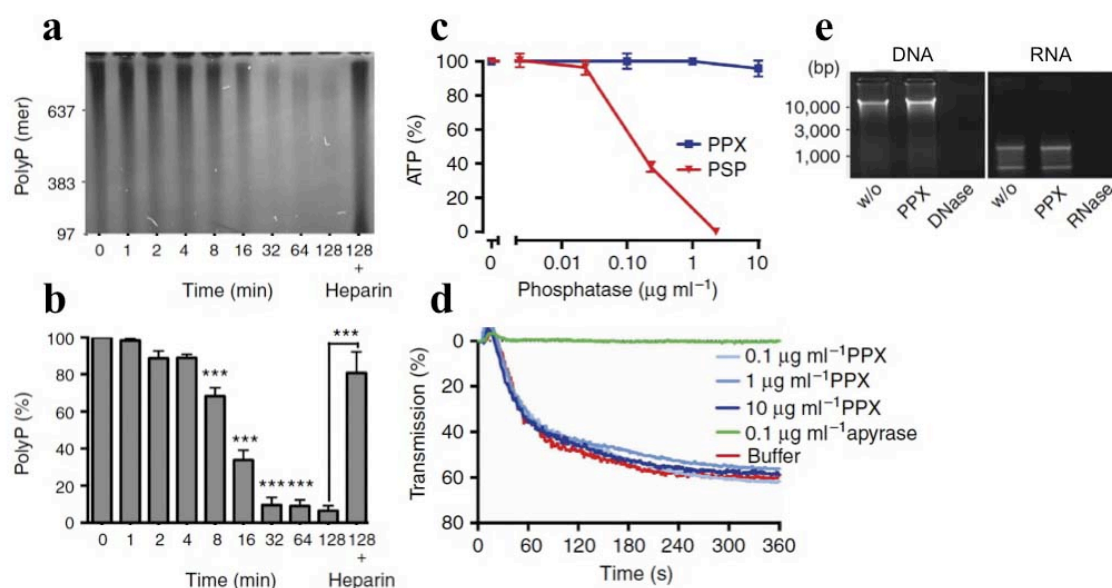 a
PolyP (mer)
637
383
97
0 1 2 4 8 16 32 64 128 128
+
Time (min) Heparin
b
PolyP (%)
100
80
60
40
20
0
***
***
*** ***
***
0 1 2 4 8 16 32 64 128 128
+
Time (min) Heparin
c
ATP (%)
100
80
60
40
20
0
PPX
PSP
0 0.01 0.10 1 10
Phosphatase (µg ml−1)
d
Transmission (%)
0
20
40
60
80
0.1 µg ml−1PPX
1 µg ml−1PPX
10 µg ml−1PPX
0.1 µg ml−1apyrase
Buffer
0 60 120 180 240 300 360
Time (s)
e
DNA RNA
(bp)
10,000
3,000
1,000
w/o PPX DNase w/o PPX RNase